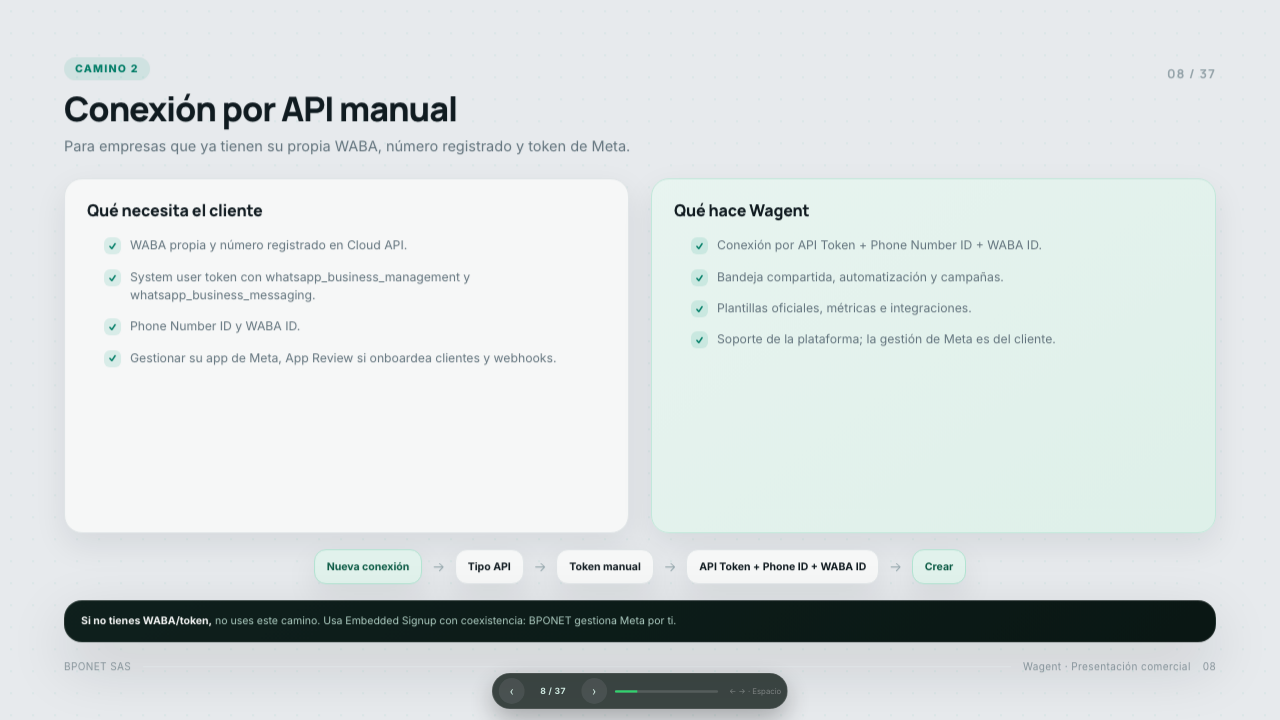 CAMINO 2
08 / 37
Conexión por API manual
Para empresas que ya tienen su propia WABA, número registrado y token de Meta.
Qué necesita el cliente
WABA propia y número registrado en Cloud API.
System user token con whatsapp_business_management y
whatsapp_business_messaging.
Phone Number ID y WABA ID.
Gestionar su app de Meta, App Review si onboardea clientes y webhooks.
Qué hace Wagent
Conexión por API Token + Phone Number ID + WABA ID.
Bandeja compartida, automatización y campañas.
Plantillas oficiales, métricas e integraciones.
Soporte de la plataforma; la gestión de Meta es del cliente.
Nueva conexión → Tipo API → Token manual → API Token + Phone ID + WABA ID → Crear
Si no tienes WABA/token, no uses este camino. Usa Embedded Signup con coexistencia: BPONET gestiona Meta por ti.
BPONET SAS
Wagent · Presentación comercial 08
‹ 8 / 37 › ← → · Espacio